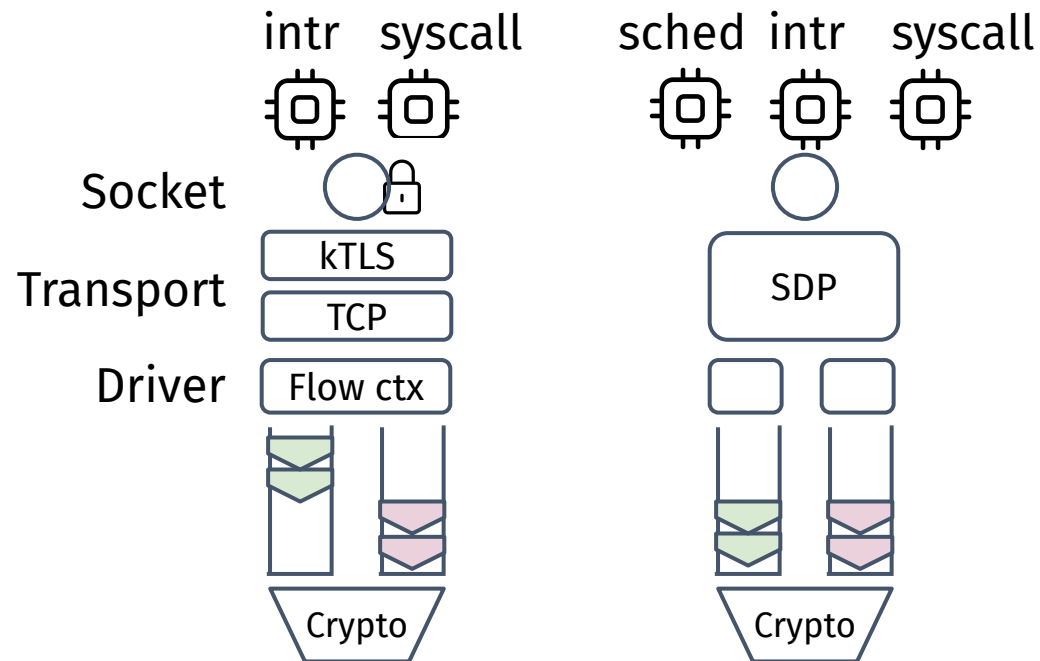 intr syscall
sched intr syscall
Socket
Transport
Driver
kTLS
TCP
Flow ctx
Crypto
SDP
Crypto